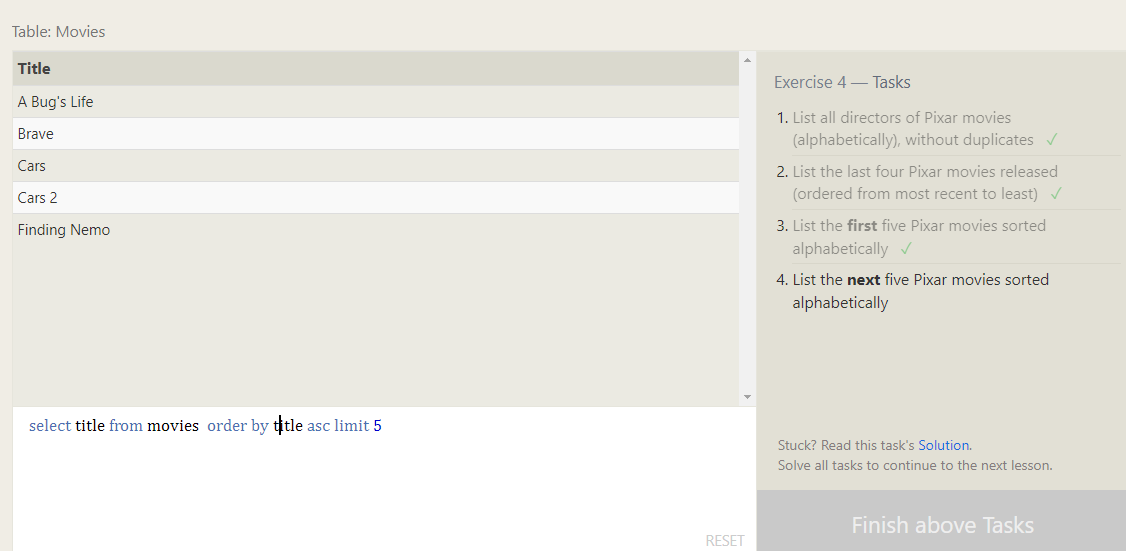 Table: Movies
Title
A Bug's Life
Brave
Cars
Cars 2
Finding Nemo
select title from movies  order by title asc limit 5
RESET
Exercise 4 — Tasks
1. List all directors of Pixar movies
(alphabetically), without duplicates ✓
2. List the last four Pixar movies released
(ordered from most recent to least) ✓
3. List the first five Pixar movies sorted
alphabetically ✓
4. List the next five Pixar movies sorted
alphabetically
Stuck? Read this task's Solution.
Solve all tasks to continue to the next lesson.
Finish above Tasks